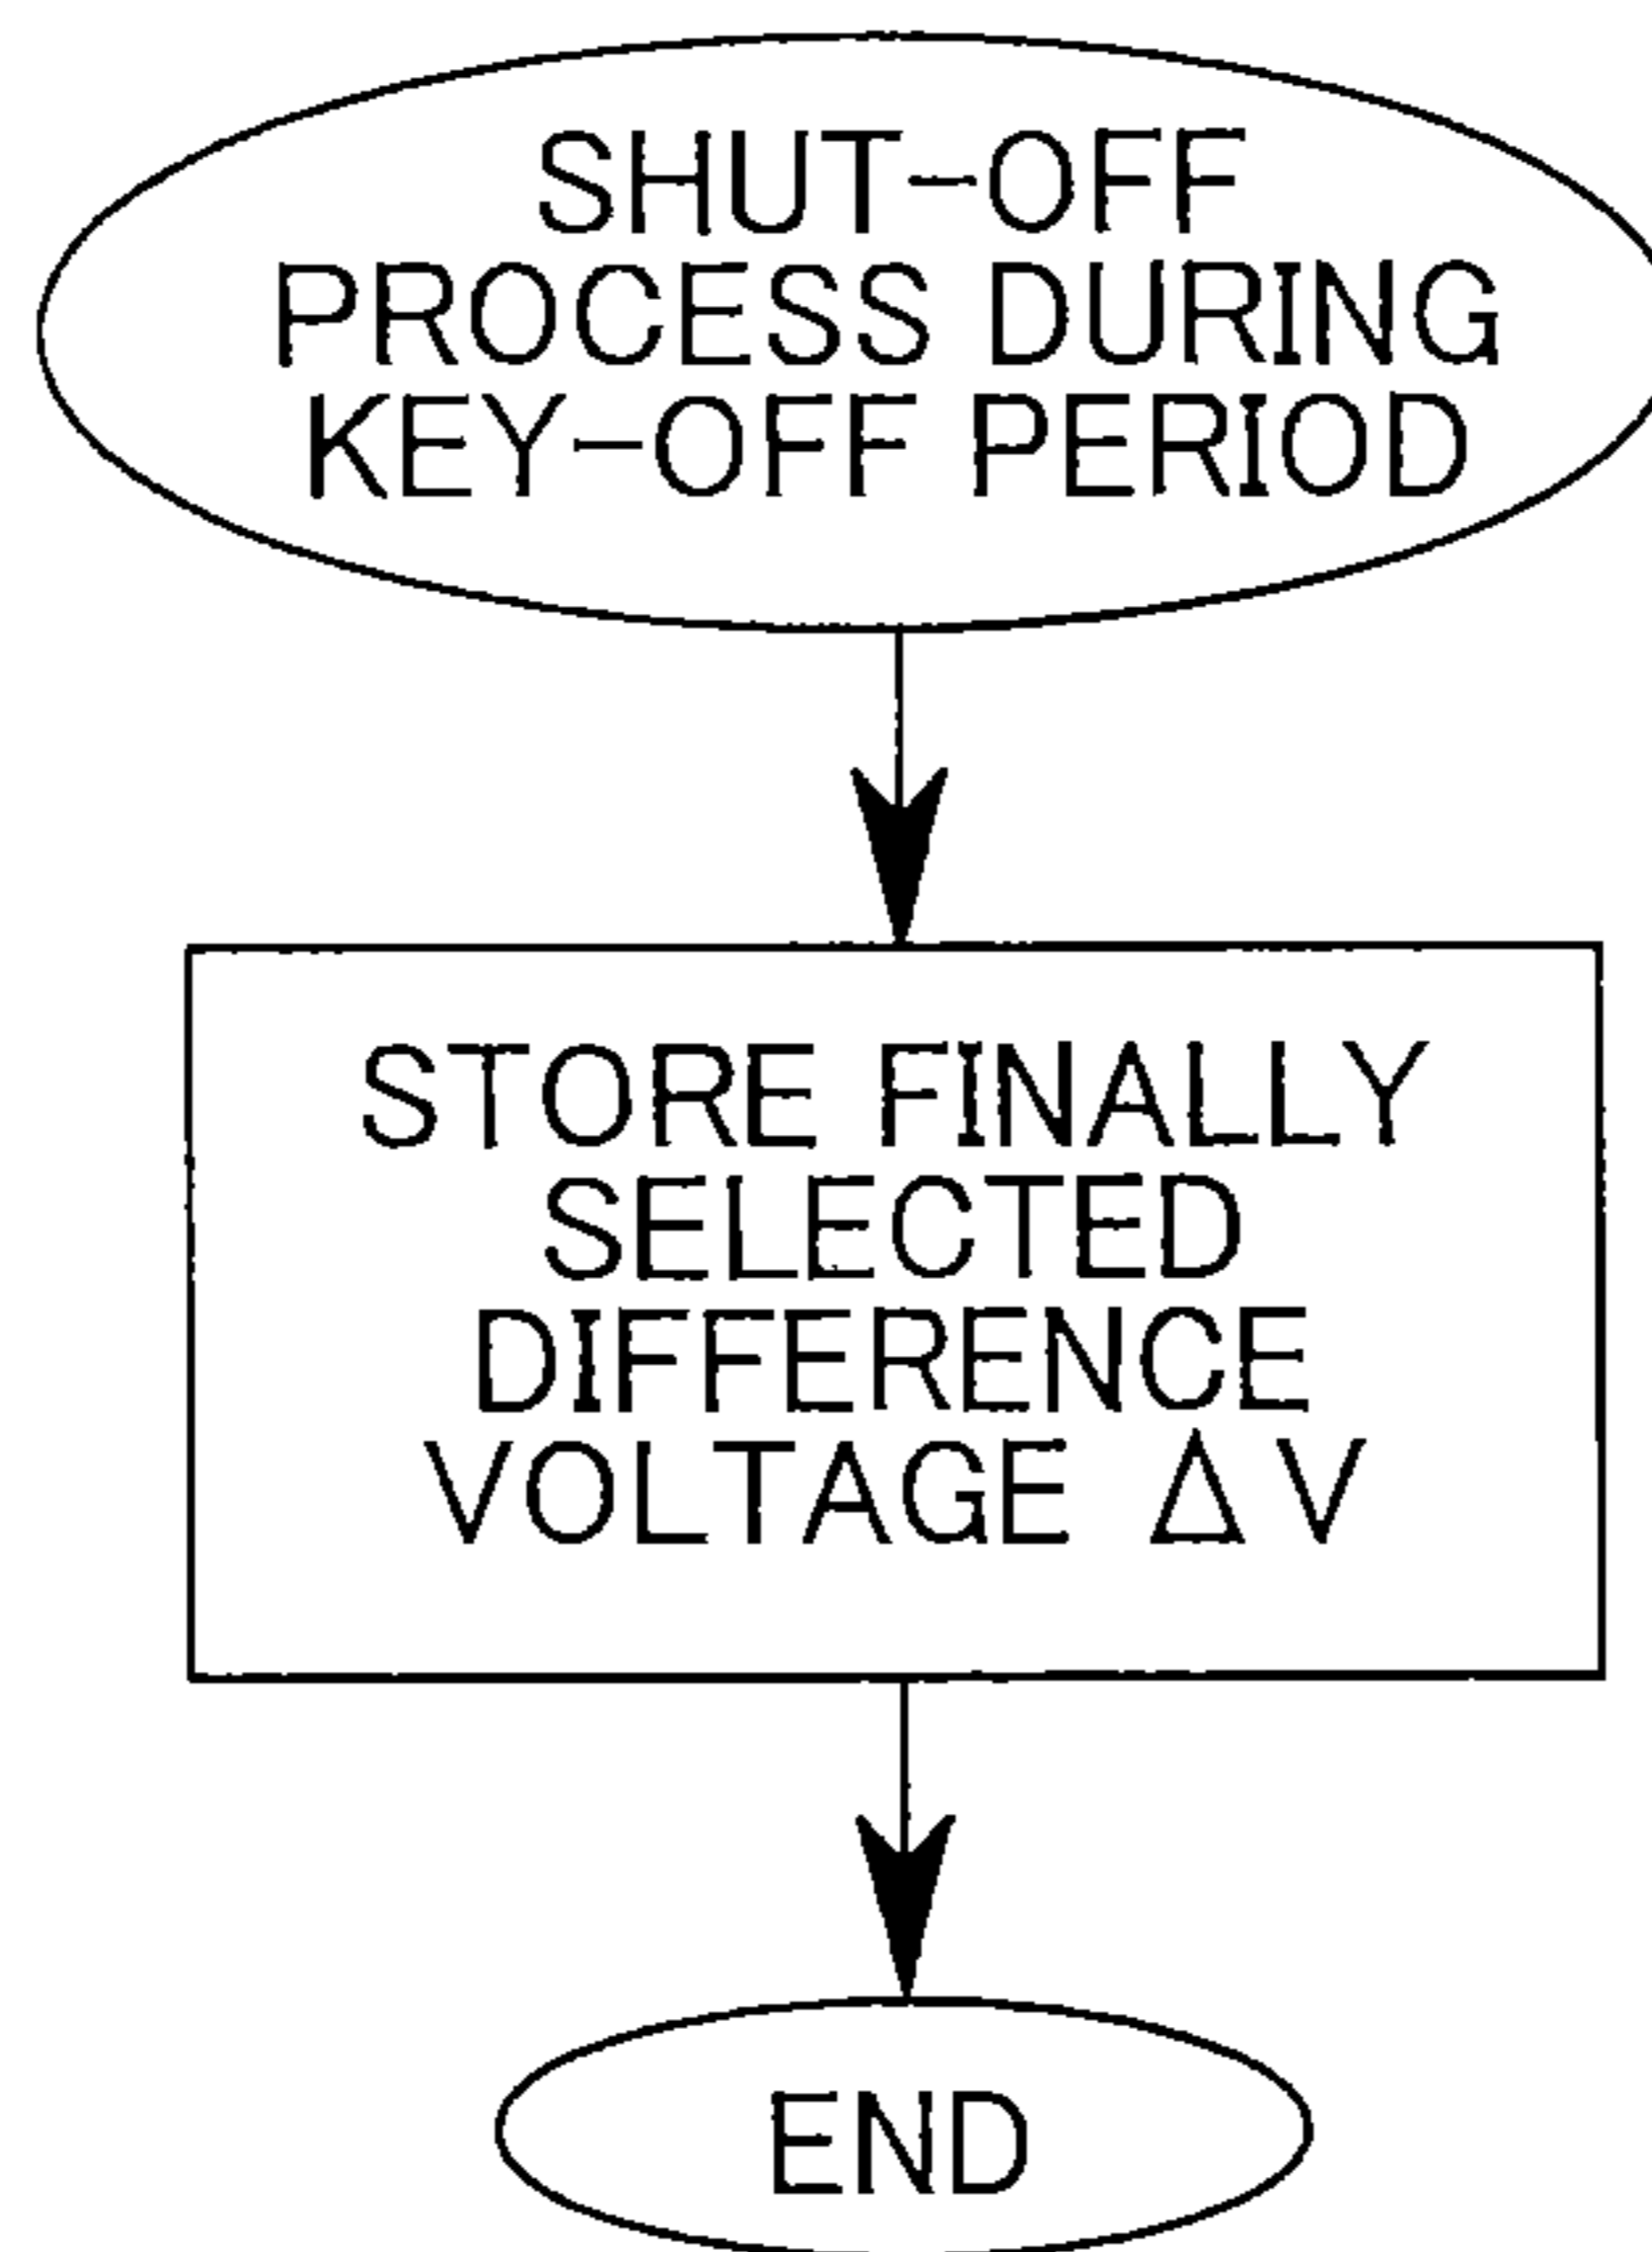 SHUT-OFF
PROCESS DURING
KEY-OFF PERIOD
STORE FINALLY
SELECTED
DIFFERENCE
VOLTAGE ΔV
END